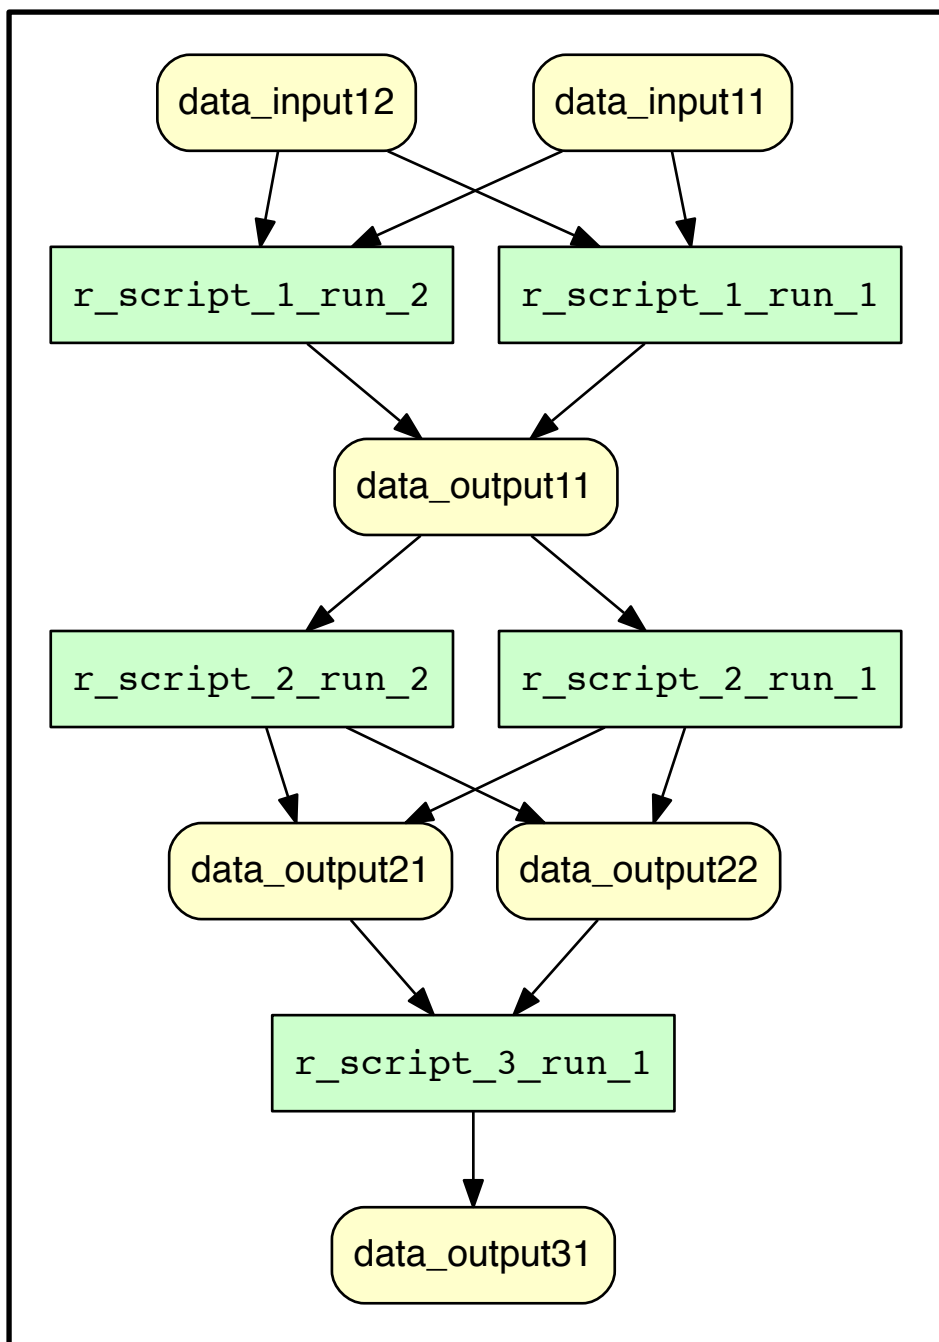 data_input12
data_input11
r_script_1_run_2
r_script_1_run_1
data_output11
r_script_2_run_2
r_script_2_run_1
data_output21
data_output22
r_script_3_run_1
data_output31